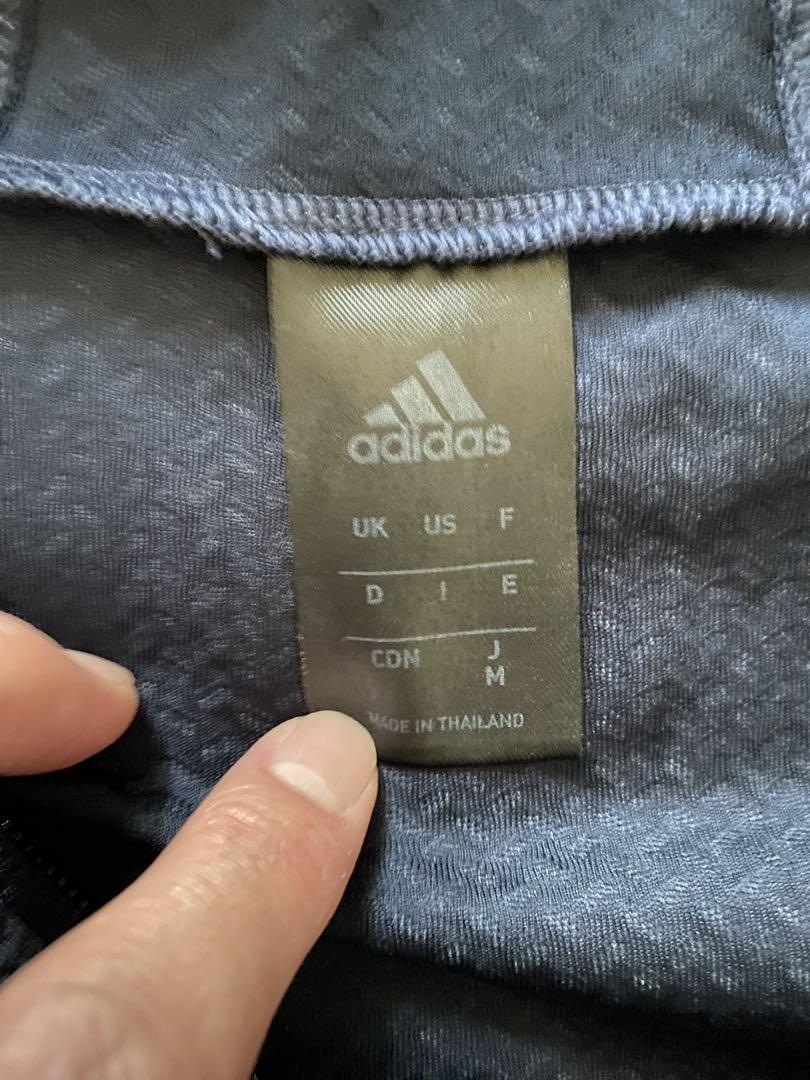 adidas
UK US F
D I E
CDN J
M
MADE IN THAILAND